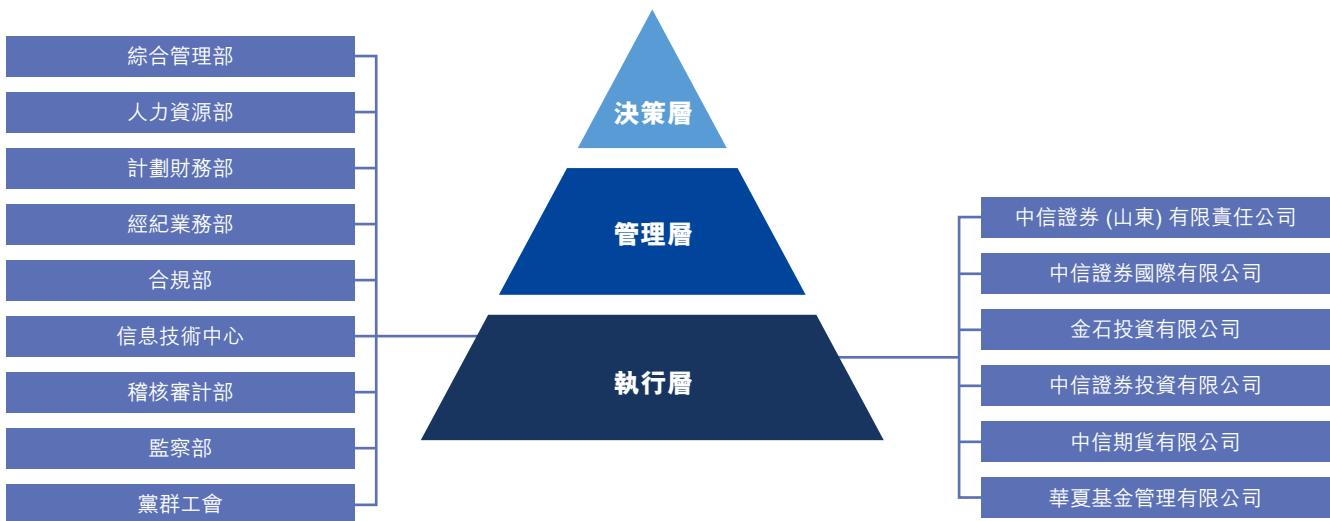 綜合管理部
人力資源部
計劃財務部
經紀業務部
合規部
信息技術中心
稽核審計部
監察部
黨群工會
決策層
管理層
執行層
中信證券 (山東) 有限責任公司
中信證券國際有限公司
金石投資有限公司
中信證券投資有限公司
中信期貨有限公司
華夏基金管理有限公司